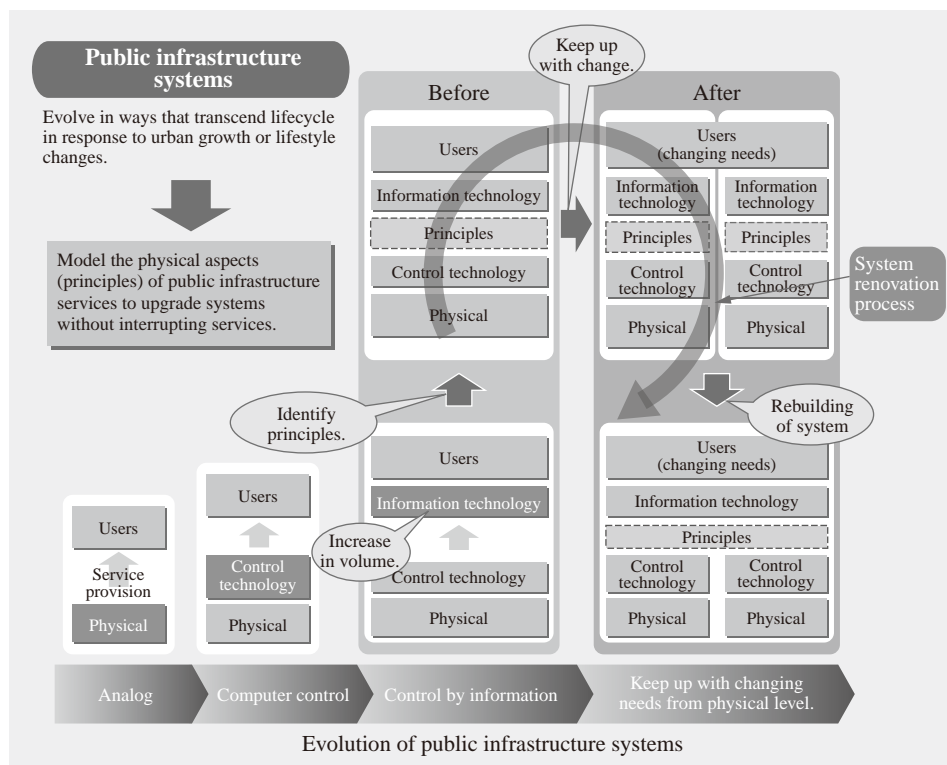 Public infrastructure
systems
Evolve in ways that transcend lifecycle
in response to urban growth or lifestyle
changes.
Model the physical aspects
(principles) of public infrastructure
services to upgrade systems
without interrupting services.
Keep up
with change.
Before
Users
Information technology
Principles
Control technology
Physical
After
Users
(changing needs)
Information
technology
Information
technology
Principles
Principles
Control
technology
Control
technology
Physical
Physical
System
renovation
process
Identify
principles.
Rebuilding
of system
Users
Physical
Service
provision
Users
Control
technology
Physical
Users
Information technology
Increase
in volume.
Control technology
Physical
Users
(changing needs)
Information technology
Principles
Control
technology
Control
technology
Physical
Physical
Analog
Computer control
Control by information
Keep up with changing
needs from physical level.
Evolution of public infrastructure systems